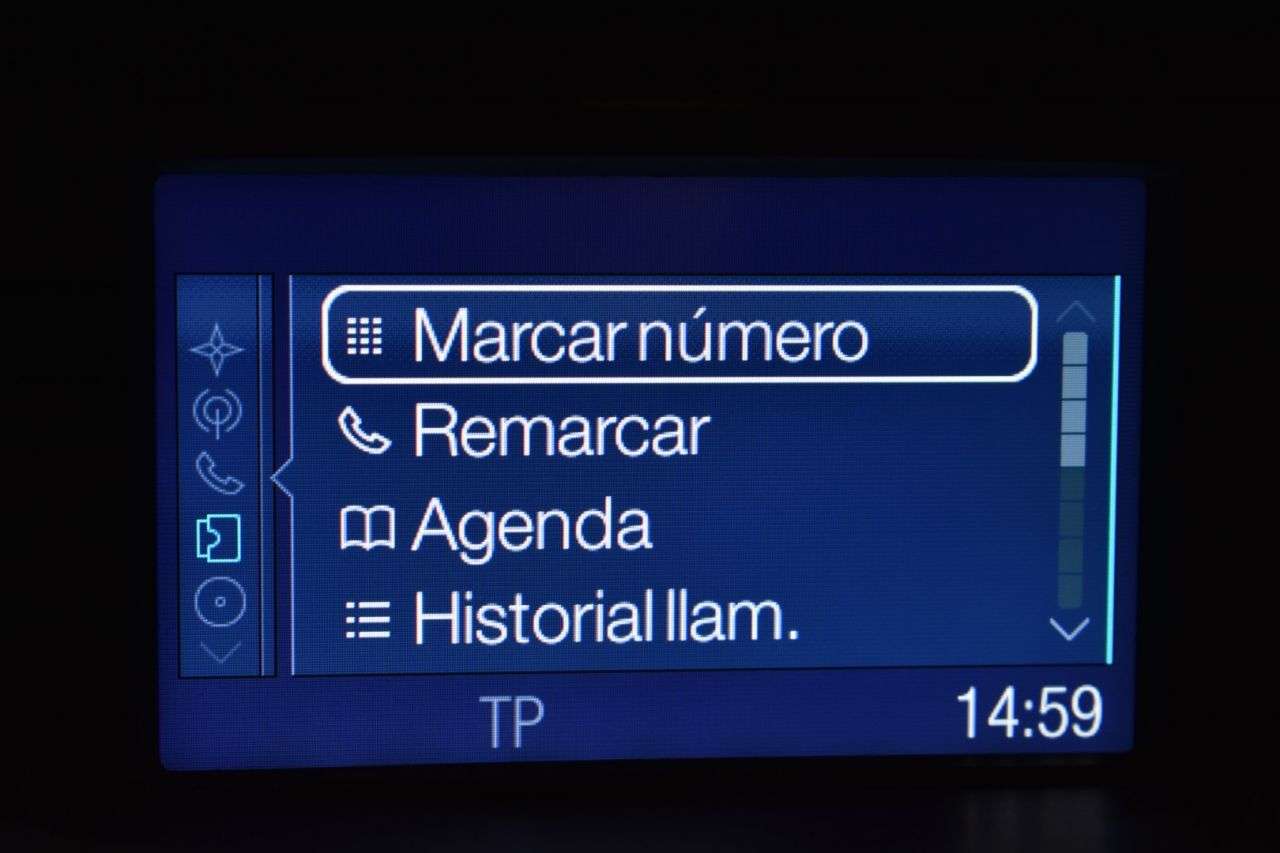 Marcar número
Remarcar
Agenda
Historial llam.
TP 14:59